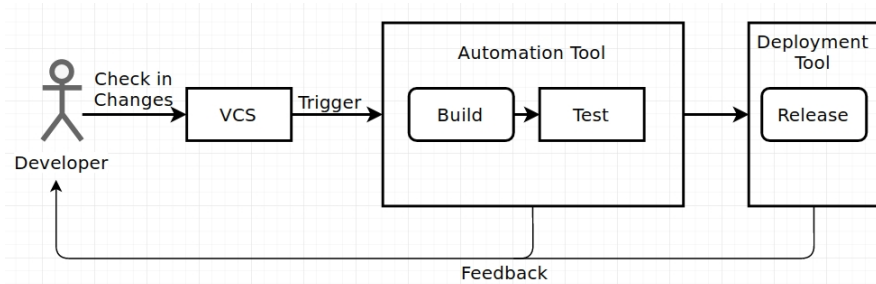 Automation Tool
Deployment
Tool
Check in
Changes
VCS
Trigger
Build
Test
Release
Developer
Feedback